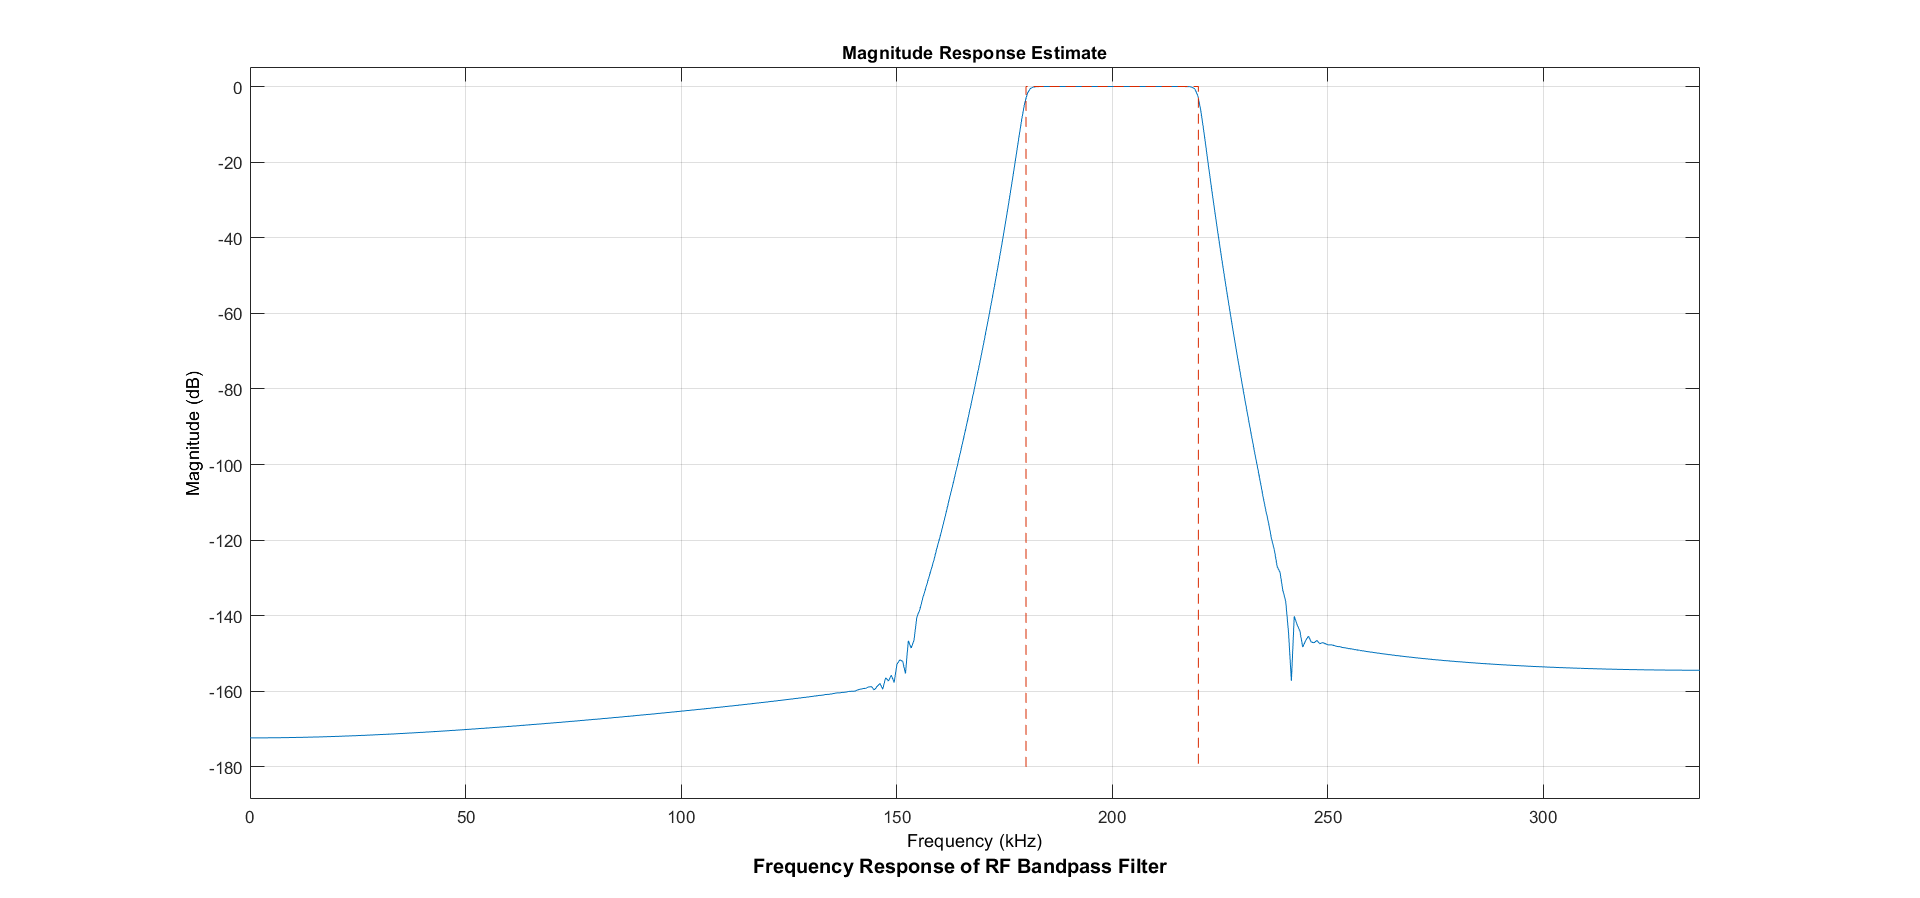 Magnitude Response Estimate
0
-20
-40
-60
-80
-100
-120
-140
-160
-180
Magnitude (dB)
0 50 100 150 200 250 300
Frequency (kHz)
Frequency Response of RF Bandpass Filter